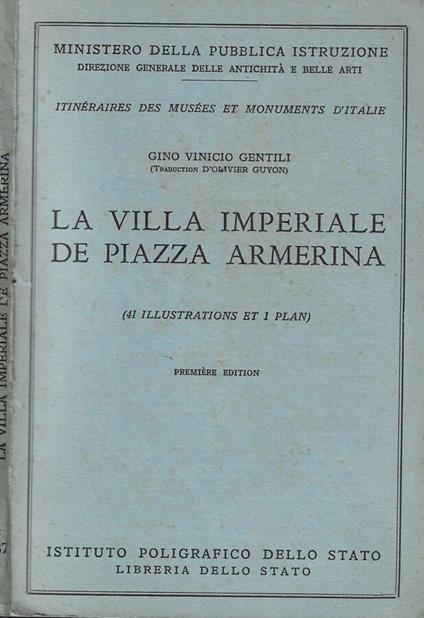 MINISTERO DELLA PUBBLICA ISTRUZIONE
DIREZIONE GENERALE DELLE ANTICHITÀ E BELLE ARTI
ITINÉRAIRES DES MUSÉES ET MONUMENTS D'ITALIE
GINO VINICIO GENTILI
(TRADUCTION D'OLIVIER GUYON)
LA VILLA IMPERIALE
DE PIAZZA ARMERINA
(41 ILLUSTRATIONS ET 1 PLAN)
PREMIÈRE EDITION
ISTITUTO POLIGRAFICO DELLO STATO
LIBRERIA DELLO STATO
LA VILLA IMPERIALE DE PIAZZA ARMERINA